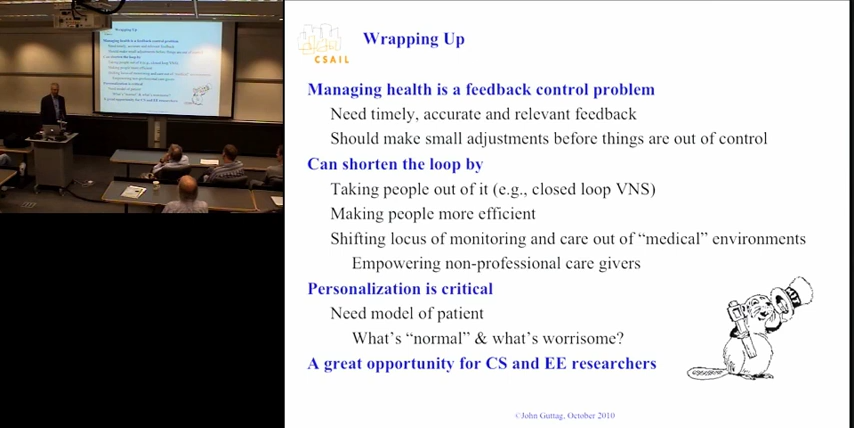 CSAIL
Wrapping Up
Managing health is a feedback control problem
Need timely, accurate and relevant feedback
Should make small adjustments before things are out of control
Can shorten the loop by
Taking people out of it (e.g., closed loop VNS)
Making people more efficient
Shifting locus of monitoring and care out of “medical” environments
Empowering non-professional care givers
Personalization is critical
Need model of patient
What’s “normal” & what’s worrisome?
A great opportunity for CS and EE researchers
©John Guttag, October 2010